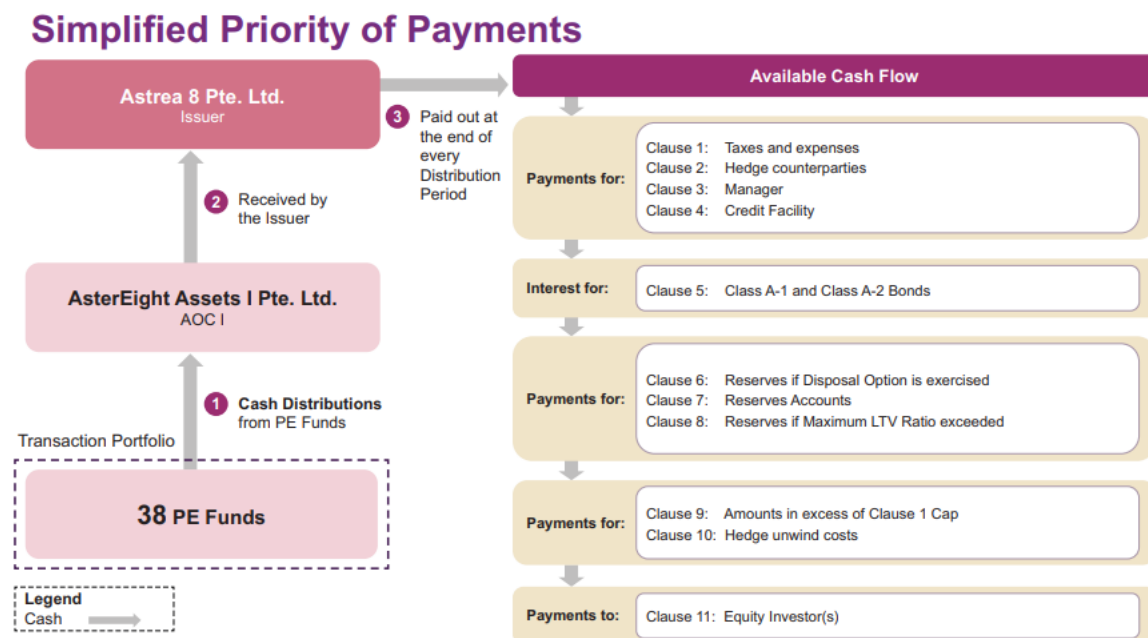 Simplified Priority of Payments
Astrea 8 Pte. Ltd.
Issuer
3 Paid out at
the end of
every
Distribution
Period
2 Received by
the Issuer
AsterEight Assets I Pte. Ltd.
AOC I
1 Cash Distributions
from PE Funds
Transaction Portfolio
38 PE Funds
Legend
Cash
Available Cash Flow
Payments for:
Clause 1: Taxes and expenses
Clause 2: Hedge counterparties
Clause 3: Manager
Clause 4: Credit Facility
Interest for:
Clause 5: Class A-1 and Class A-2 Bonds
Payments for:
Clause 6: Reserves if Disposal Option is exercised
Clause 7: Reserves Accounts
Clause 8: Reserves if Maximum LTV Ratio exceeded
Payments for:
Clause 9: Amounts in excess of Clause 1 Cap
Clause 10: Hedge unwind costs
Payments to:
Clause 11: Equity Investor(s)